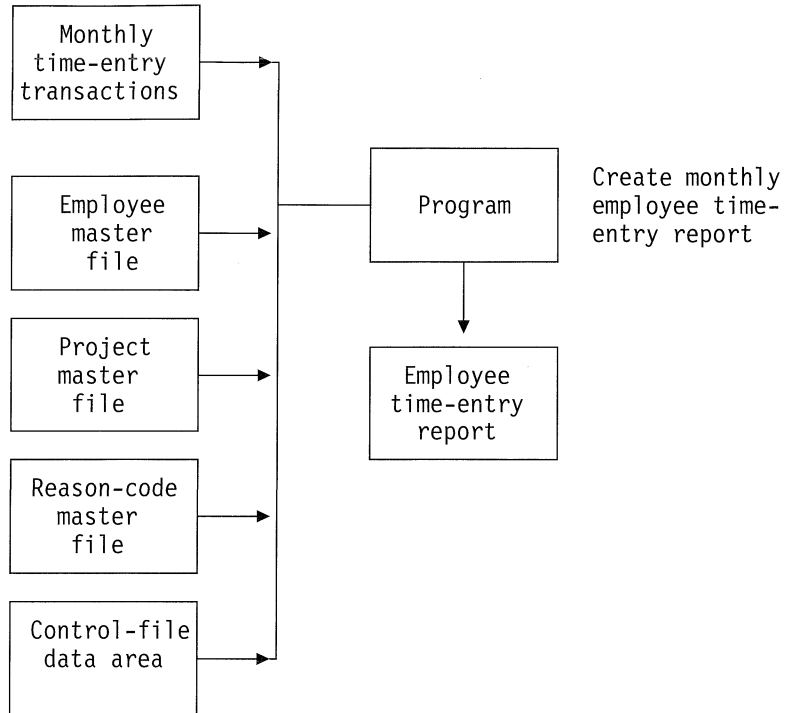 Monthly
time-entry
transactions
Employee
master
file
Project
master
file
Reason-code
master
file
Control-file
data area
Program
Create monthly
employee time-
entry report
Employee
time-entry
report